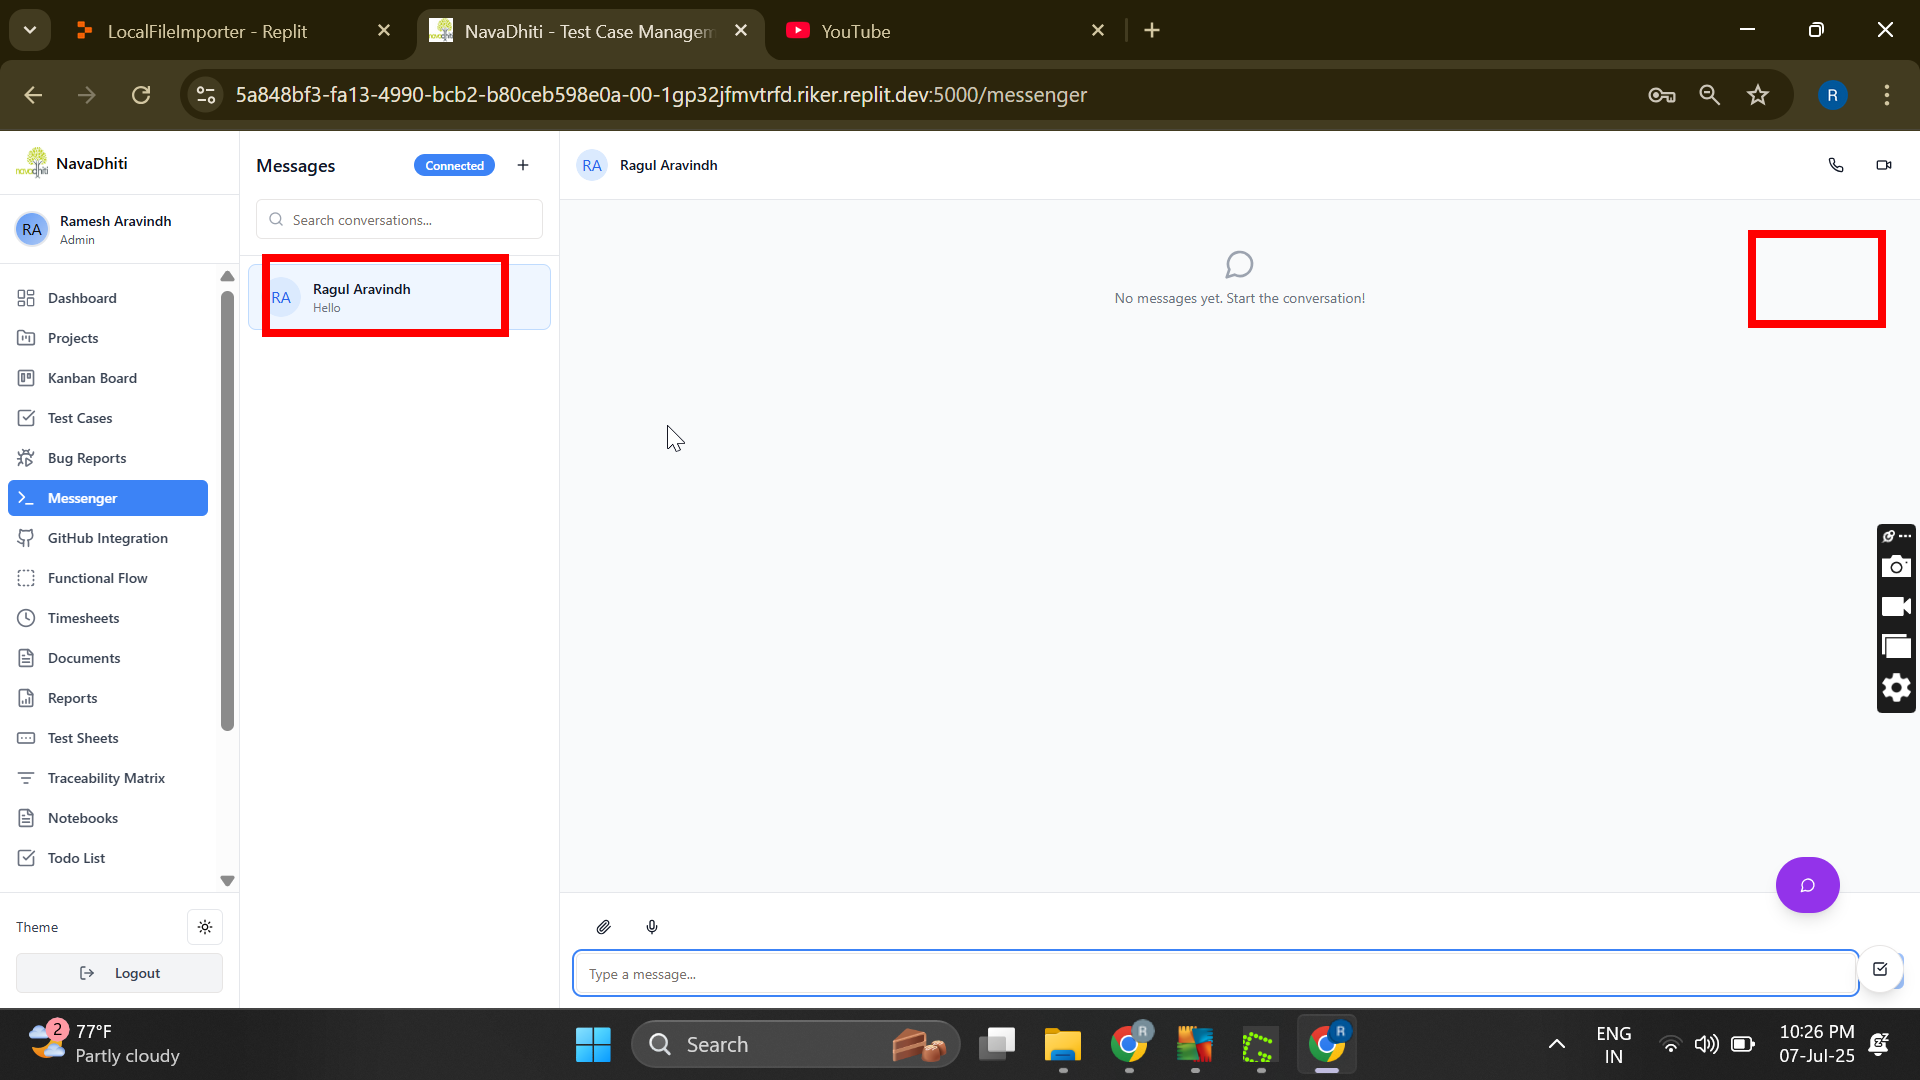 LocalFileImporter - Replit
NavaDhiti - Test Case Managem
YouTube
5a848bf3-fa13-4990-bcb2-b80ceb598e0a-00-1gp32jfmvtrfd.riker.replit.dev:5000/messenger
R
navadhiti
NavaDhiti
RA
Ramesh Aravindh
Admin
Dashboard
Projects
Kanban Board
Test Cases
Bug Reports
Messenger
GitHub Integration
Functional Flow
Timesheets
Documents
Reports
Test Sheets
Traceability Matrix
Notebooks
Todo List
Theme
Logout
Messages
Connected
Search conversations...
RA
Ragul Aravindh
Hello
RA
Ragul Aravindh
No messages yet. Start the conversation!
Type a message...
2
77°F
Partly cloudy
Search
R
R
ENG
IN
10:26 PM
07-Jul-25